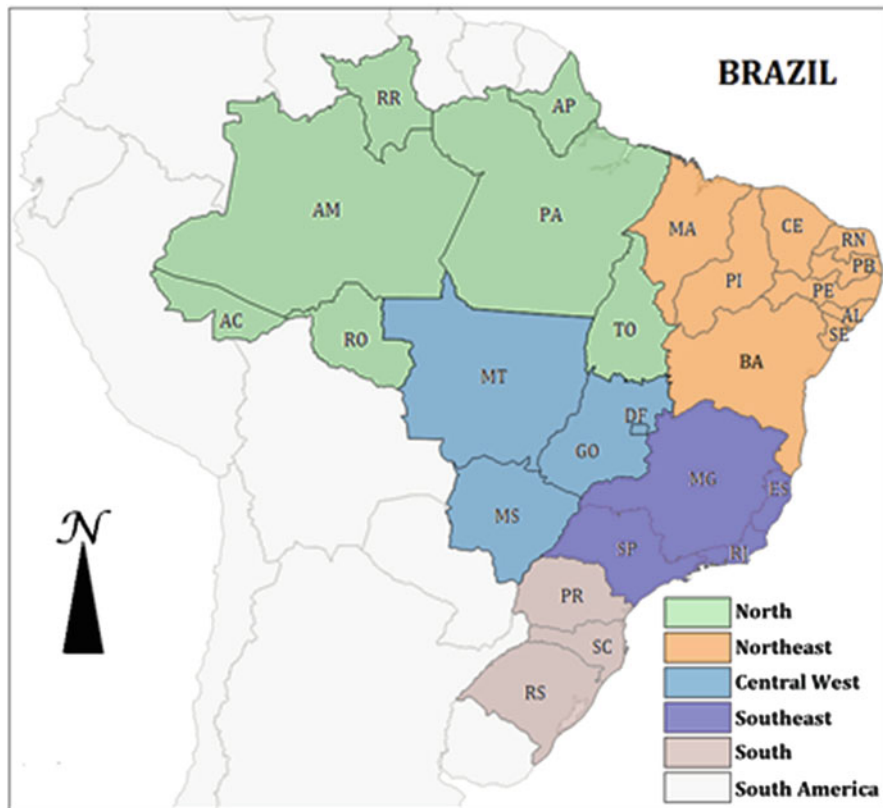 BRAZIL
RR
AP
AM
PA
MA
CE
RN
PB
PI
PE
AL
SE
AC
RO
TO
BA
MT
DF
GO
MG
ES
MS
SP
RJ
PR
SC
RS
N
North
Northeast
Central West
Southeast
South
South America